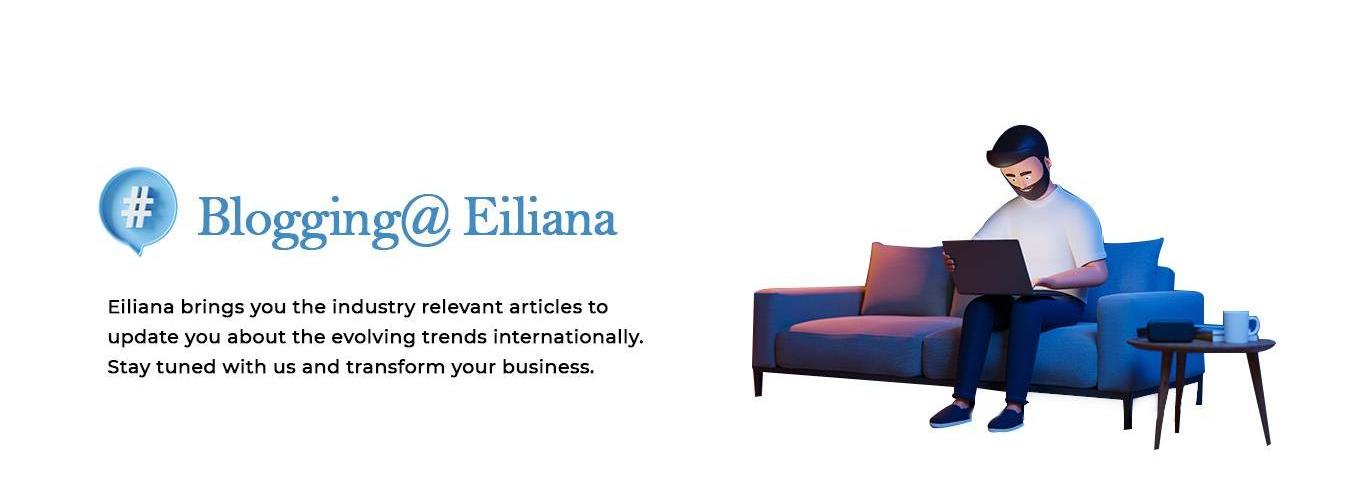 #
Blogging@ Eiliana
Eiliana brings you the industry relevant articles to
update you about the evolving trends internationally.
Stay tuned with us and transform your business.